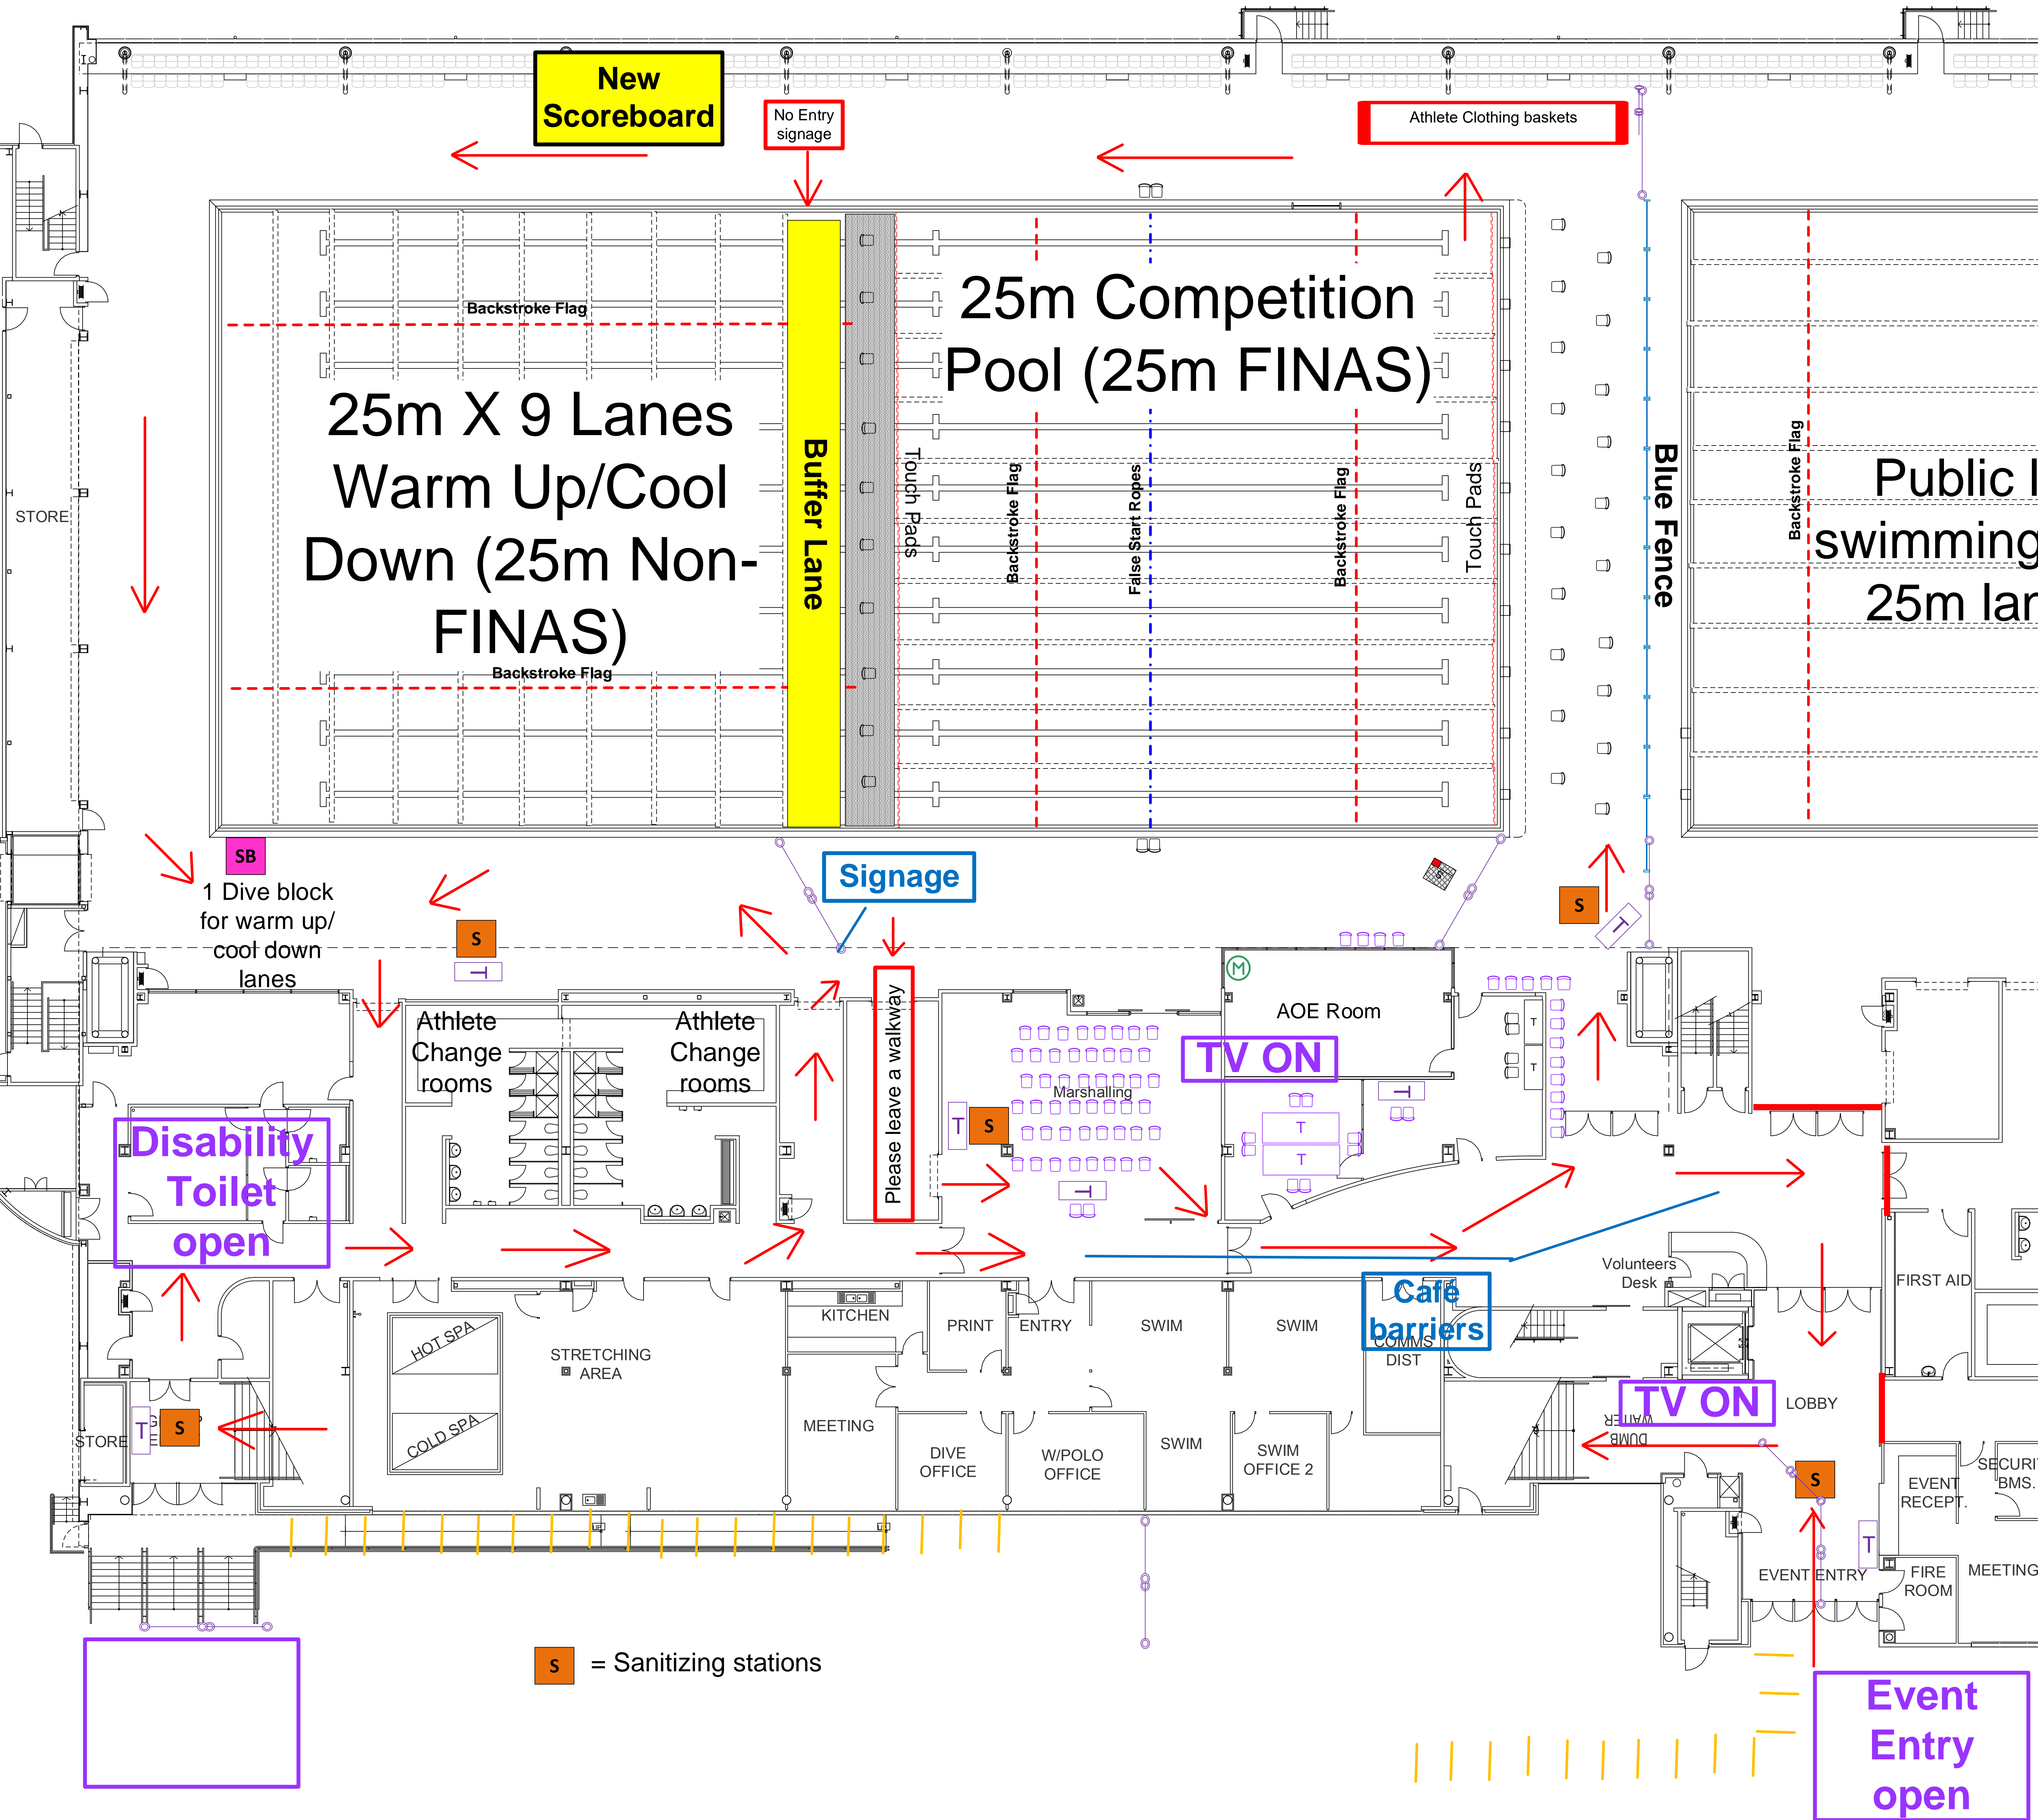 New
Scoreboard
No Entry
signage
Athlete Clothing baskets
Backstroke Flag
25m X 9 Lanes
Warm Up/Cool
Down (25m Non-
FINAS)
Backstroke Flag
Buffer Lane
25m Competition
Pool (25m FINAS)
Touch Pads
Backstroke Flag
False Start Ropes
Backstroke Flag
Touch Pads
Blue Fence
Backstroke Flag
Public
swimming
25m
STORE
SB
1 Dive block
for warm up/
cool down
lanes
Signage
S
T
S
S
T
M
AOE Room
TV ON
Athlete
Change
rooms
Athlete
Change
rooms
Please leave a walkway
Marshalling
T
S
T
T
T
T
T
T
Disability
Toilet
open
Volunteers
Desk
FIRST AID
Café
barriers
KITCHEN
PRINT
ENTRY
SWIM
SWIM
COMMS
DIST
HOT SPA
STRETCHING
AREA
COLD SPA
MEETING
DIVE
OFFICE
W/POLO
OFFICE
SWIM
SWIM
OFFICE 2
TV ON
LOBBY
DUMB
WAITER
STORE
T
S
S
EVENT
RECEPT.
BMS.
T
EVENT ENTRY
FIRE
ROOM
MEETING
UP
UP
S
= Sanitizing stations
Event
Entry
open